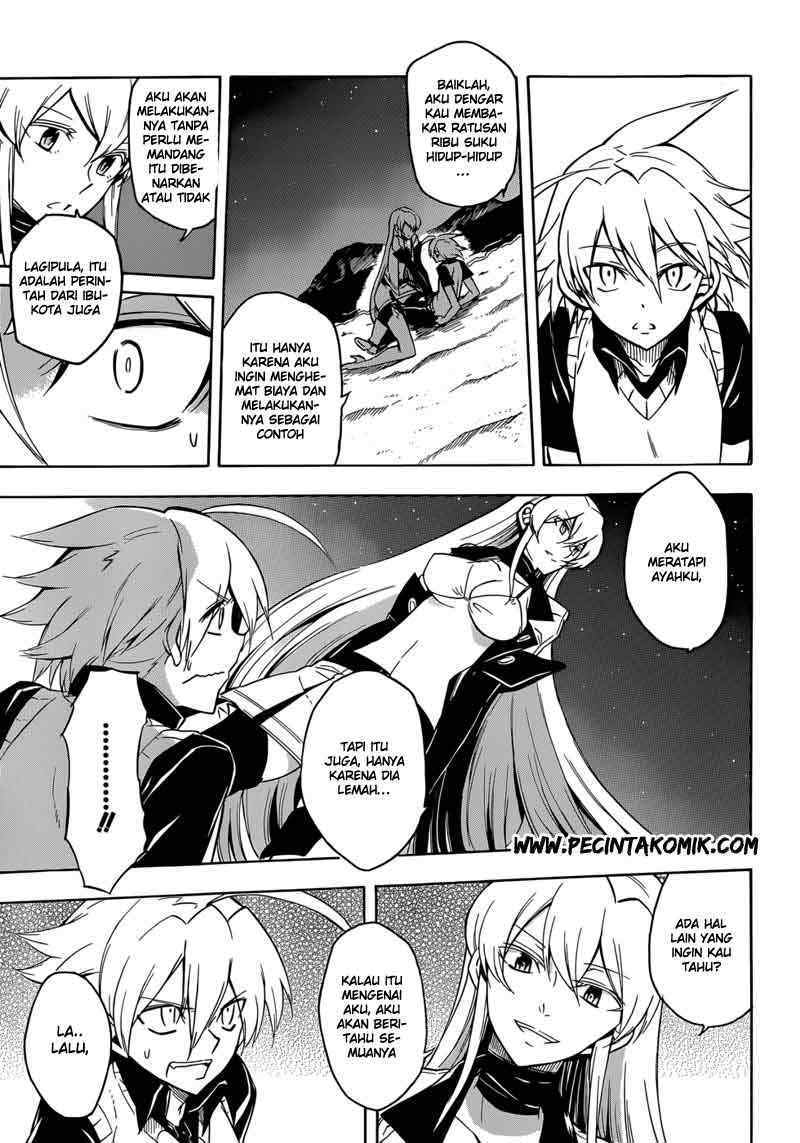 BAIKLAH,
AKU DENGAR
KAU MEMBA-
KAR RATUSAN
RIBU SUKU
HIDUP-HIDUP
...
ITU HANYA
KARENA AKU
INGIN MENGHE-
MAT BIAYA DAN
MELAKUKAN-
NYA SEBAGAI
CONTOH
AKU AKAN
MELAKUKAN-
NYA TANPA
PERLU ME-
MANDANG
ITU DIBE-
NARKAN
ATAU TIDAK
LAGIPULA, ITU
ADALAH PERIN-
TAH DARI IBU-
KOTA JUGA
AKU
MERATAPI
AYAHKU,
TAPI ITU
JUGA, HANYA
KARENA DIA
LEMAH...
..........!!
WWW.PECINTAKOMIK.COM
ADA HAL
LAIN YANG
INGIN KAU
TAHU?
KALAU ITU
MENGENAI
AKU, AKU
AKAN BERI-
TAHU SE-
MUANYA
LA..
LALU,